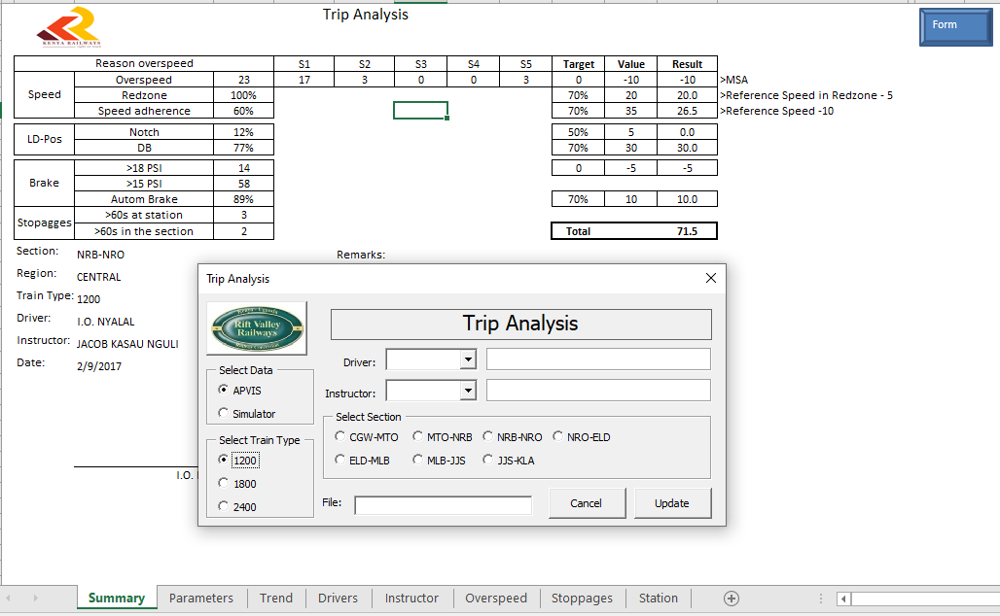 Trip Analysis
Form
KENYA RAILWAYS
Reason overspeed S1 S2 S3 S4 S5 Target Value Result
Speed Overspeed 23 17 3 0 0 3 0 -10 -10 >MSA
Redzone 100% 70% 20 20.0 >Reference Speed in Redzone - 5
Speed adherence 60% 70% 35 26.5 >Reference Speed -10
LD-Pos Notch 12% 50% 5 0.0
DB 77% 70% 30 30.0
Brake >18 PSI 14 0 -5 -5
>15 PSI 58
Autom Brake 89% 70% 10 10.0
Stopagges >60s at station 3
>60s in the section 2 Total 71.5
Section: NRB-NRO Remarks:
Region: CENTRAL
Train Type: 1200
Driver: I.O. NYALAL
Instructor: JACOB KASAU NGULI
Date: 2/9/2017
I.O.
Trip Analysis
Rift Valley
Railways
Trip Analysis
Driver:
Instructor:
Select Data
APVIS
Simulator
Select Section
CGW-MTO MTO-NRB NRB-NRO NRO-ELD
ELD-MLB MLB-JJS JJS-KLA
Select Train Type
1200
1800
2400
File:
Cancel Update
Summary Parameters Trend Drivers Instructor Overspeed Stoppages Station